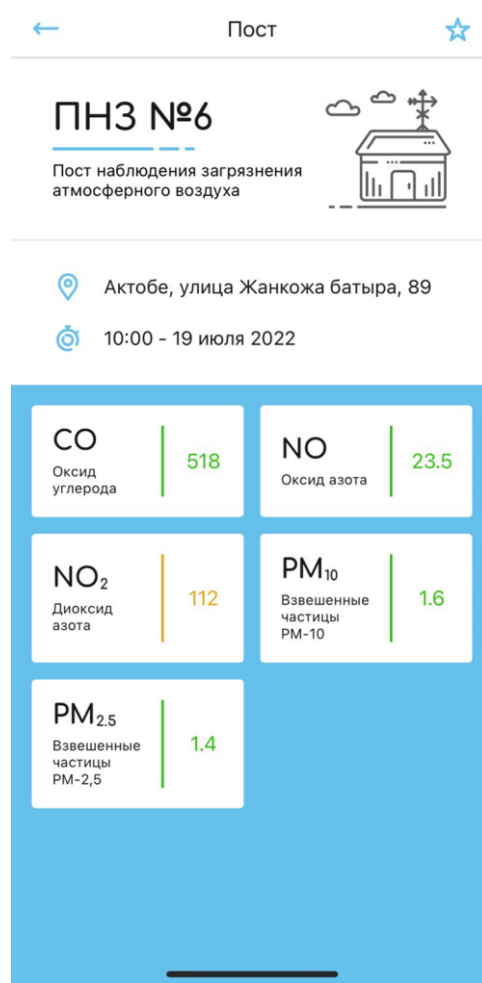 Пост
ПНЗ №6
Пост наблюдения загрязнения
атмосферного воздуха
Актобе, улица Жанкожа батыра, 89
10:00 - 19 июля 2022
CO
Оксид
углерода
518
NO
Оксид азота
23.5
NO₂
Диоксид
азота
112
PM₁₀
Взвешенные
частицы
PM-10
1.6
PM₂.₅
Взвешенные
частицы
PM-2,5
1.4